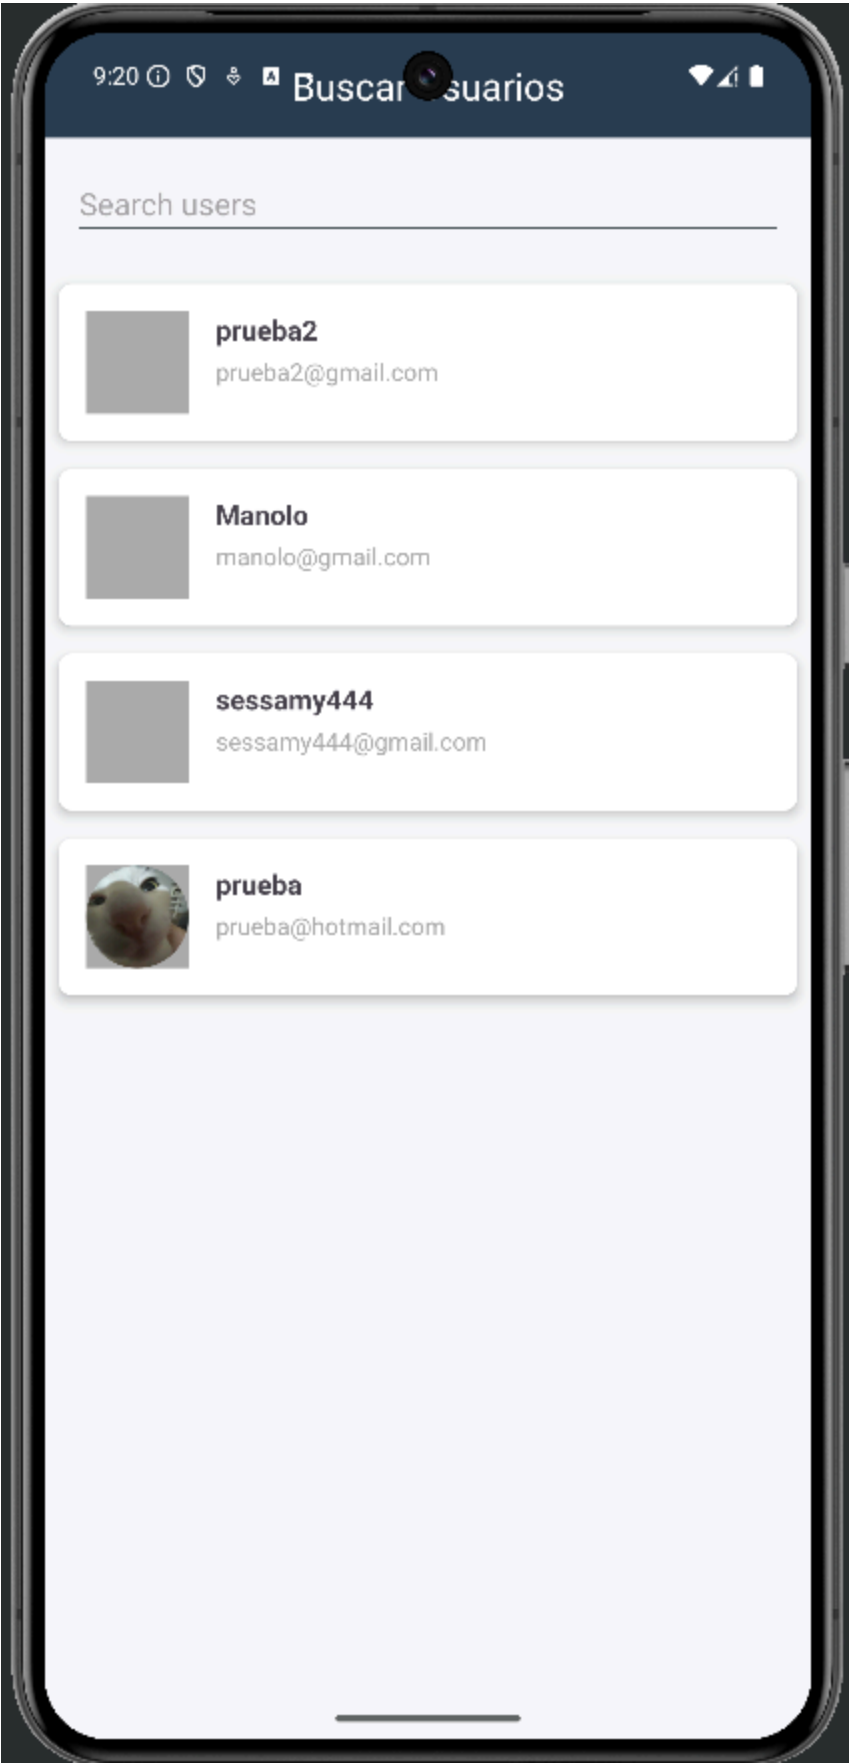 9:20
Buscar suarios
Search users
prueba2
prueba2@gmail.com
Manolo
manolo@gmail.com
sessamy444
sessamy444@gmail.com
prueba
prueba@hotmail.com